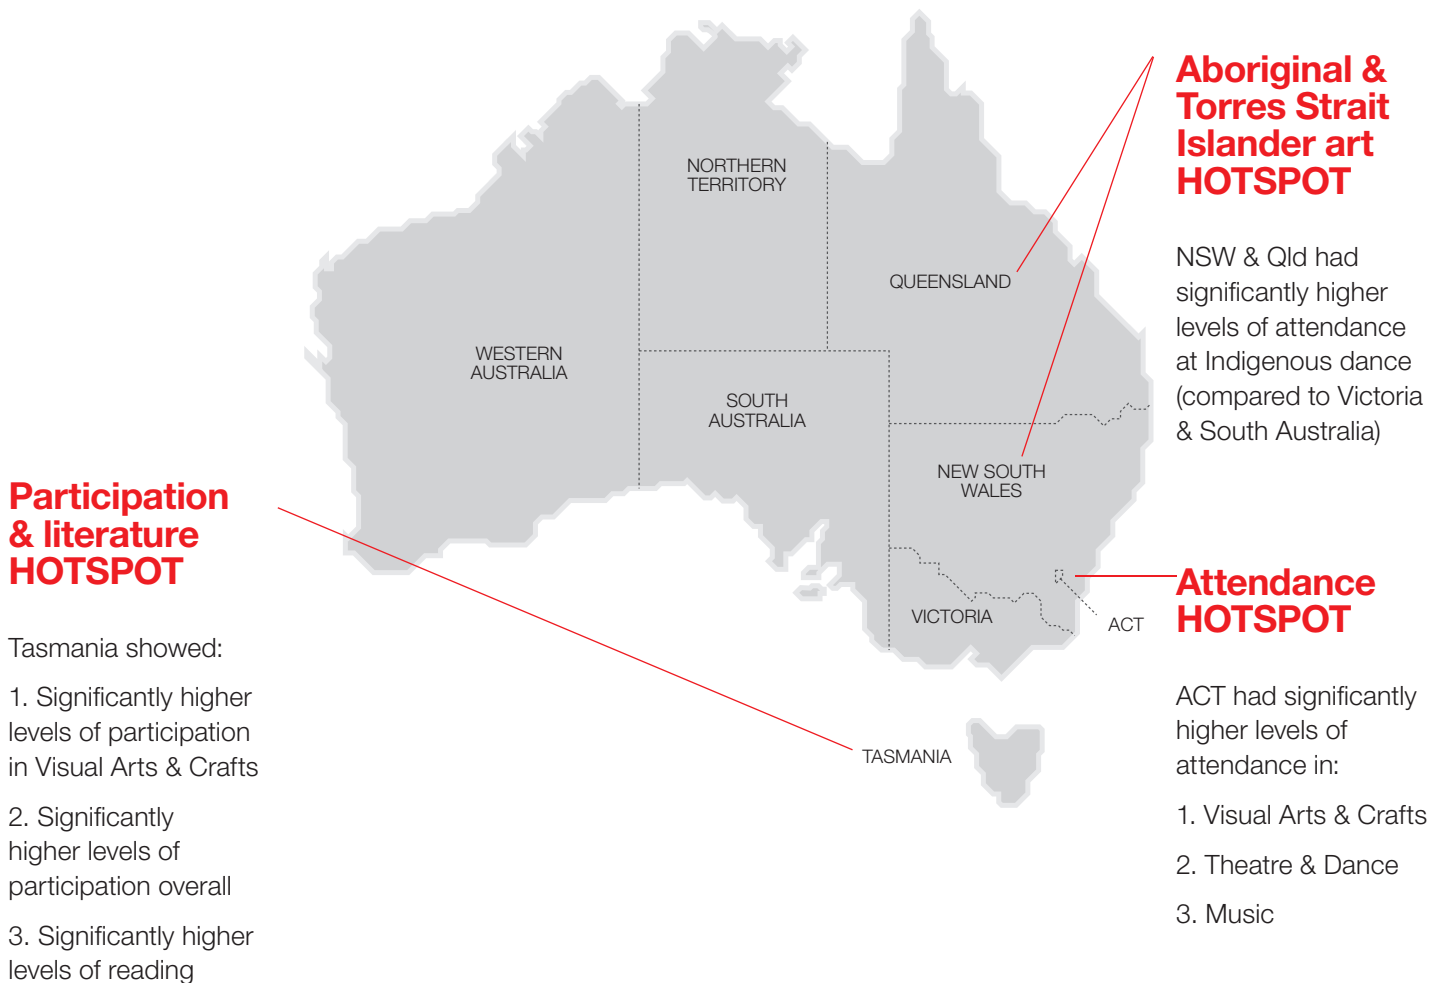 Aboriginal &
Torres Strait
Islander art
HOTSPOT
NSW & Qld had
significantly higher
levels of attendance
at Indigenous dance
(compared to Victoria
& South Australia)
NORTHERN
TERRITORY
QUEENSLAND
WESTERN
AUSTRALIA
SOUTH
AUSTRALIA
NEW SOUTH
WALES
VICTORIA
ACT
TASMANIA
Participation
& literature
HOTSPOT
Tasmania showed:
1. Significantly higher
levels of participation
in Visual Arts & Crafts
2. Significantly
higher levels of
participation overall
3. Significantly higher
levels of reading
Attendance
HOTSPOT
ACT had significantly
higher levels of
attendance in:
1. Visual Arts & Crafts
2. Theatre & Dance
3. Music